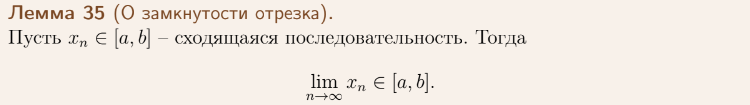 Лемма 35 (О замкнутости отрезка).
Пусть xₙ ∈ [a, b] – сходящаяся последовательность. Тогда
lim xₙ ∈ [a, b].
n→∞